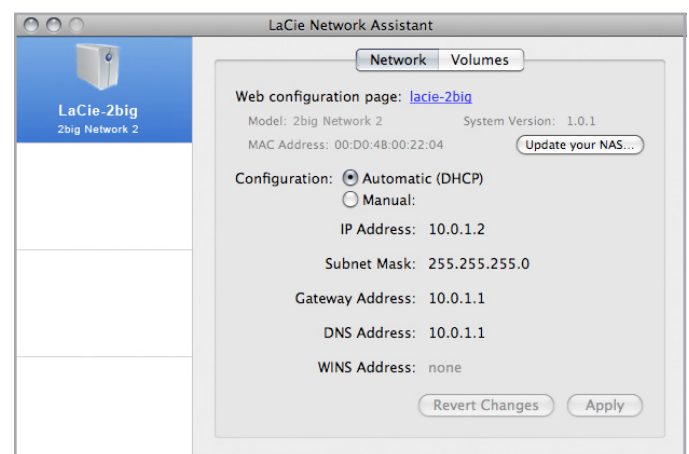 LaCie Network Assistant
LaCie-2big
2big Network 2
Network Volumes
Web configuration page: lacie-2big
Model: 2big Network 2 System Version: 1.0.1
MAC Address: 00:D0:4B:00:22:04 Update your NAS...
Configuration: Automatic (DHCP)
Manual:
IP Address: 10.0.1.2
Subnet Mask: 255.255.255.0
Gateway Address: 10.0.1.1
DNS Address: 10.0.1.1
WINS Address: none
Revert Changes Apply